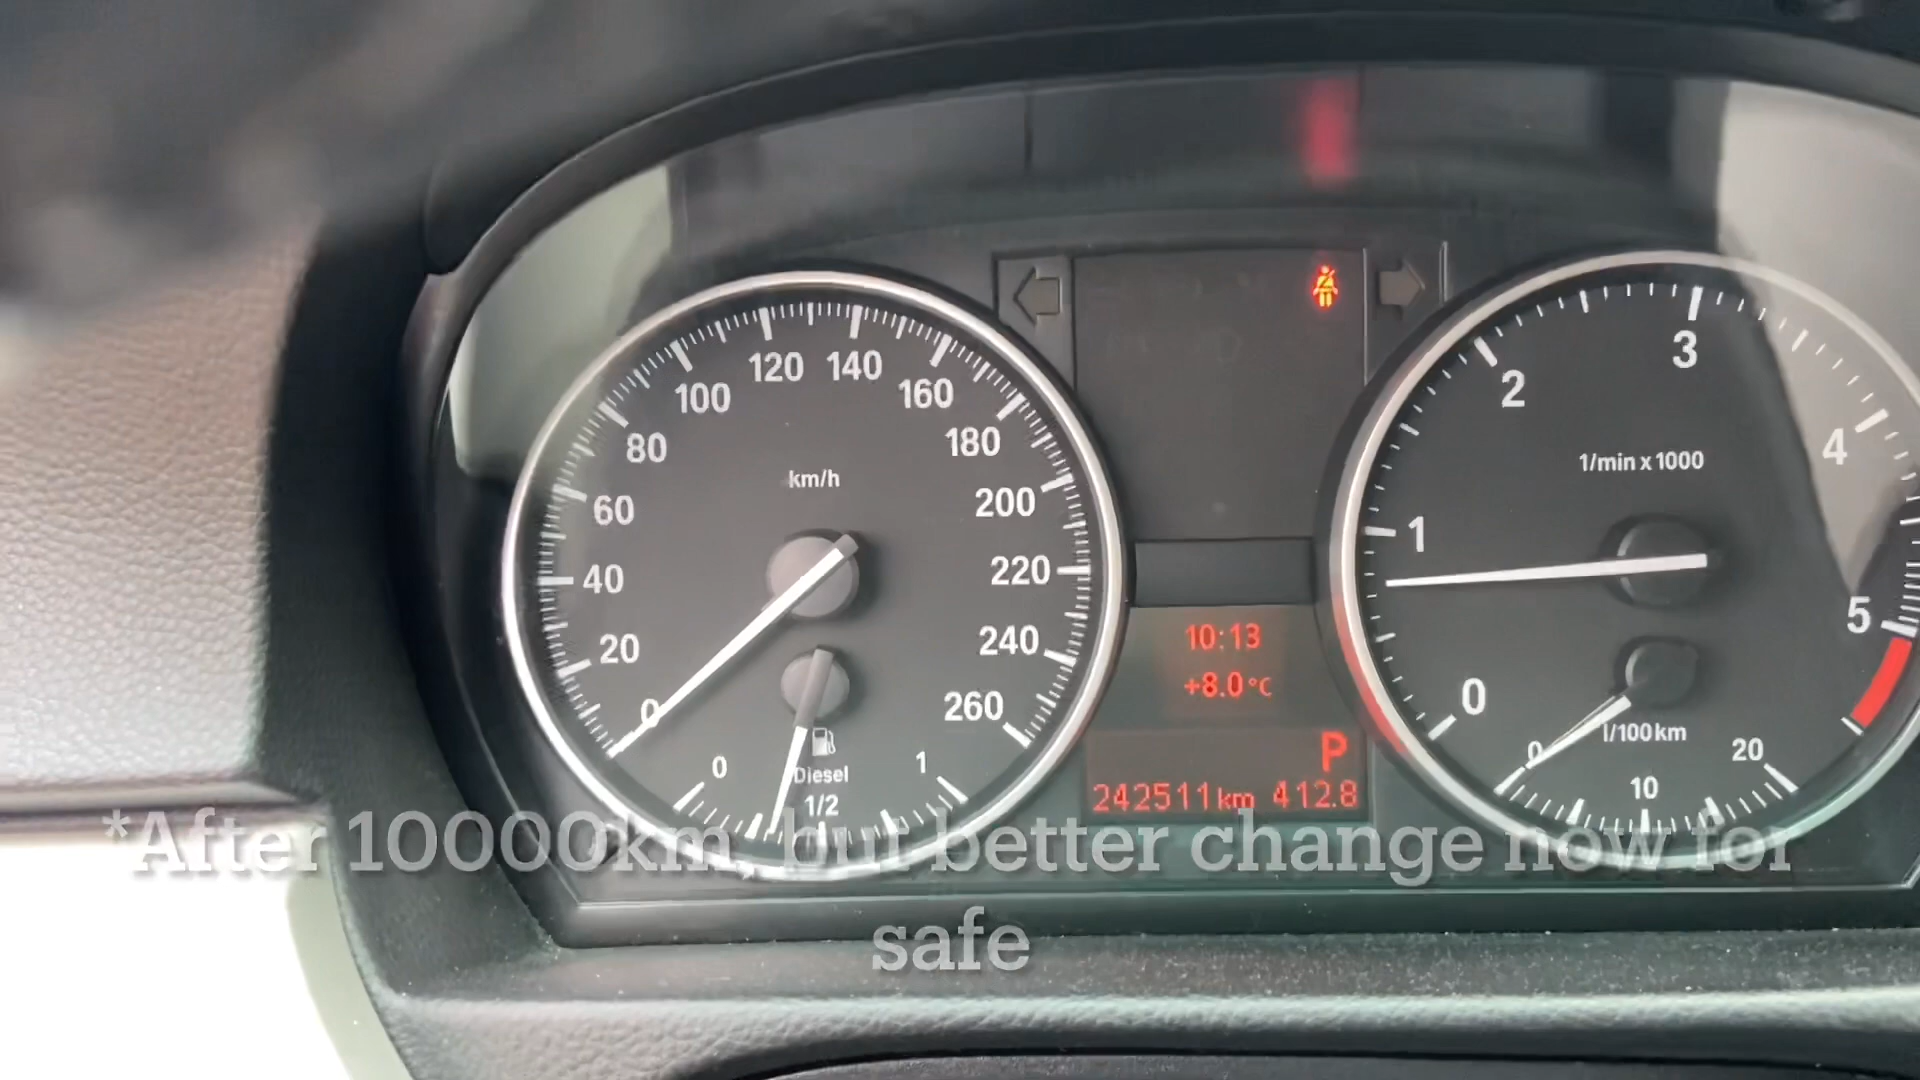 120 140
100 160
80 180
km/h
60 200
40 220
20 240
0 260
0 1
Diesel
1/2
10:13
+8.0°C
P
242511km 412.8
3
2
4
1/min x 1000
1
5
0
l/100km
0 20
10
*After 10000km, but better change now for
safe